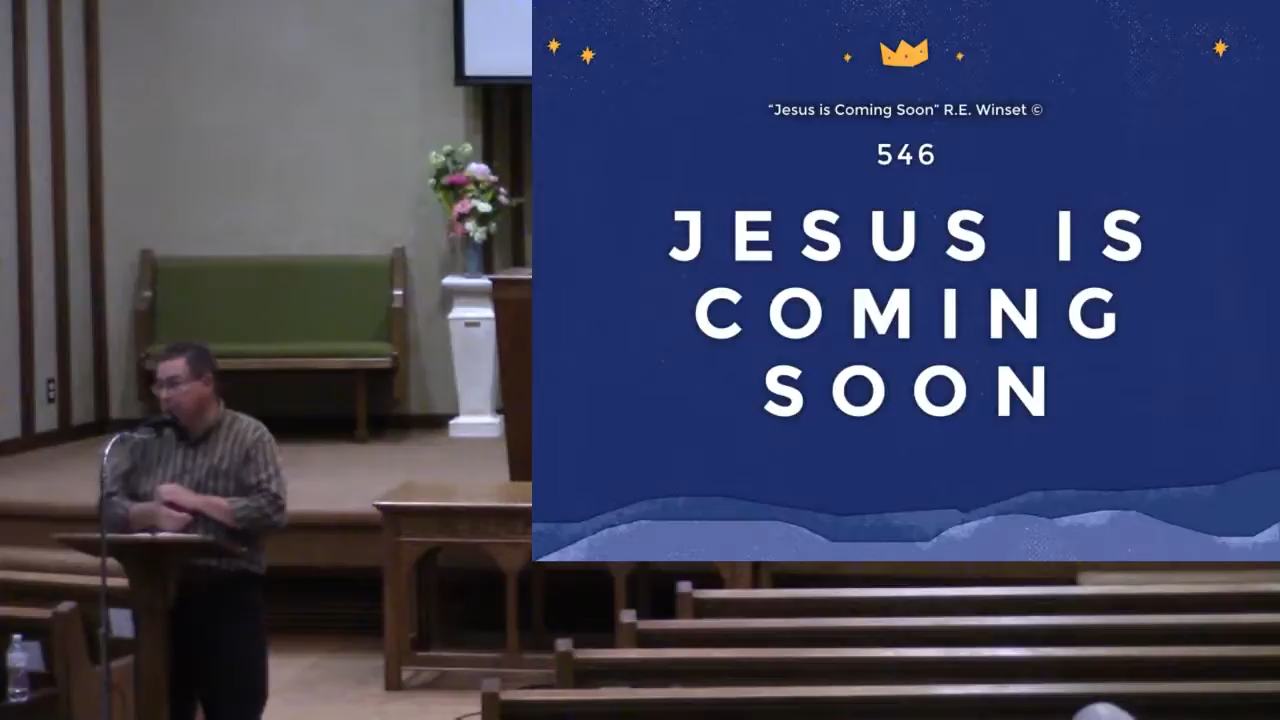 "Jesus is Coming Soon" R.E. Winset ©
546
JESUS IS
COMING
SOON